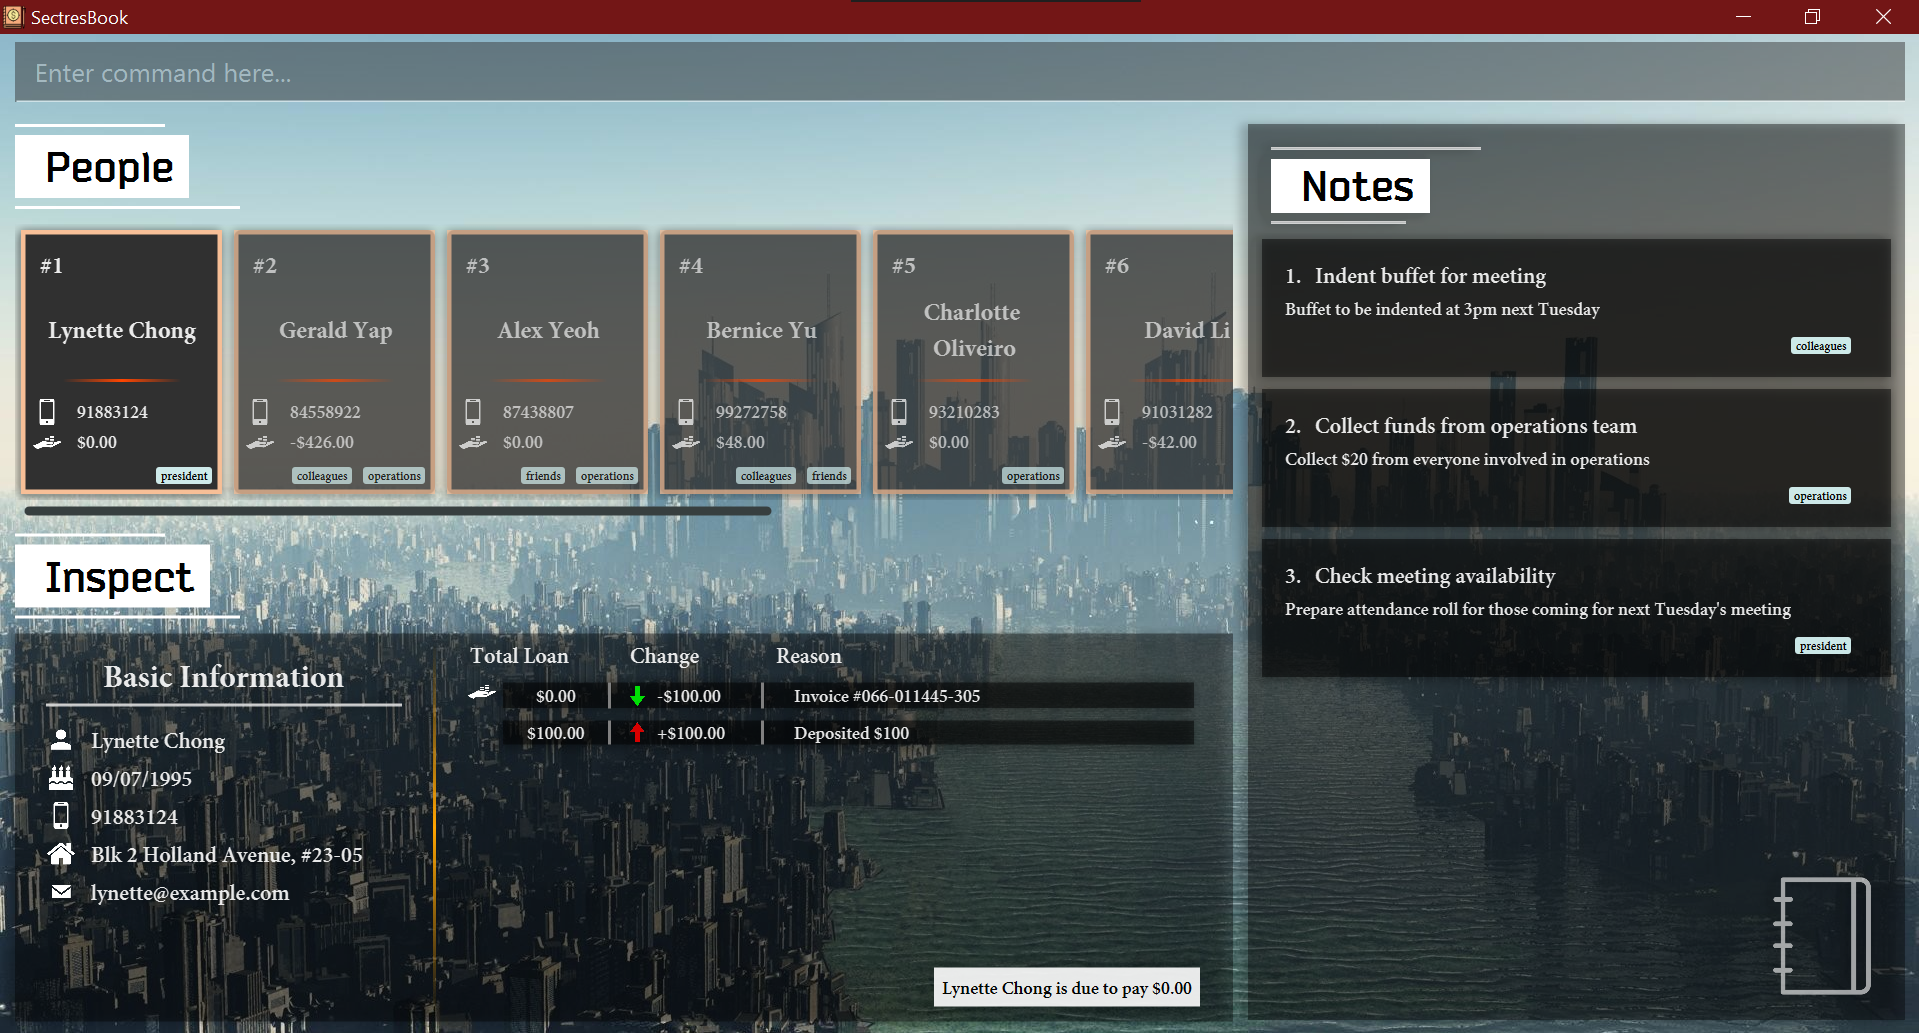 SectresBook
Enter command here...
People
#1
Lynette Chong
91883124
$0.00
president
#2
Gerald Yap
84558922
-$426.00
colleagues operations
#3
Alex Yeoh
87438807
$0.00
friends operations
#4
Bernice Yu
99272758
$48.00
colleagues friends
#5
Charlotte
Oliveiro
93210283
$0.00
operations
#6
David Li
91031282
-$42.00
Inspect
Basic Information
Lynette Chong
09/07/1995
91883124
Blk 2 Holland Avenue, #23-05
lynette@example.com
Total Loan Change Reason
$0.00 -$100.00 Invoice #066-011445-305
$100.00 +$100.00 Deposited $100
Lynette Chong is due to pay $0.00
Notes
1. Indent buffet for meeting
Buffet to be indented at 3pm next Tuesday
colleagues
2. Collect funds from operations team
Collect $20 from everyone involved in operations
operations
3. Check meeting availability
Prepare attendance roll for those coming for next Tuesday's meeting
president